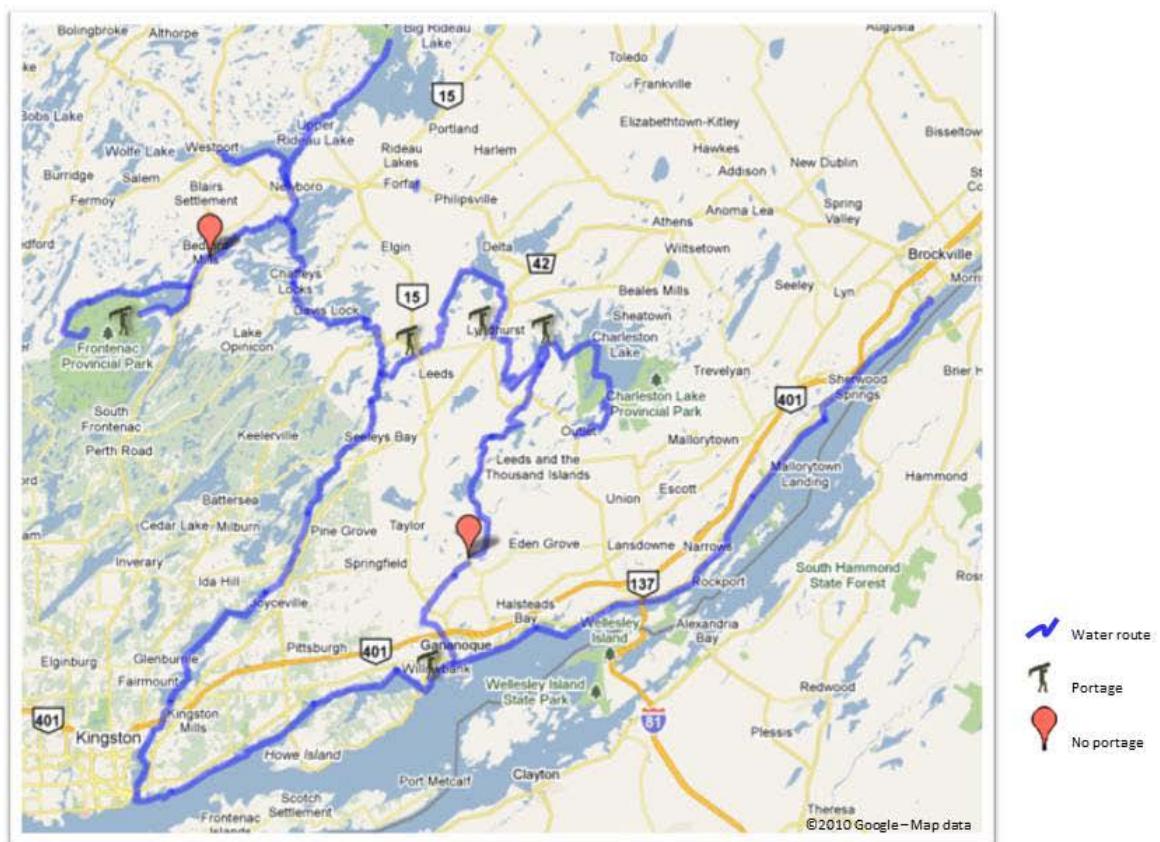 Bolingbroke
Althorpe
Big Rideau
Lake
Augusta
Toledo
Frankville
15
Bobs Lake
Upper
Rideau Lake
Portland
Elizabethtown-Kitley
Bisseltown
Wolfe Lake
Westport
Rideau
Lakes
Harlem
Hawkes
Addison
New Dublin
Burridge
Salem
Newboro
Forfar
Fermoy
Blairs
Settlement
Philipsville
Anoma Lea
Spring
Valley
Athens
Bedford
Mills
Elgin
Delta
Wiltsetown
Brockville
42
Chaffeys
Locks
15
Beales Mills
Seeley
Lyn
Davis Lock
Sheatown
Lyndhurst
Charleston
Lake
Frontenac
Provincial Park
Lake
Opinicon
Leeds
Trevelyan
Sherwood
Springs
Charleston Lake
Provincial Park
401
South
Frontenac
Keelerville
Seeleys Bay
Outlet
Mallorytown
Perth Road
Leeds and the
Thousand Islands
Mallorytown
Landing
Hammond
Battersea
Union
Escott
Cedar Lake
Milburn
Pine Grove
Taylor
Inverary
Springfield
Eden Grove
Lansdowne
Narrows
Ida Hill
137
Rockport
South Hammond
State Forest
Joyceville
Halsteads
Bay
Wellesley
Island
Alexandria
Bay
Elginburg
Glenburnie
Pittsburgh
401
Gananoque
Willowbank
Fairmount
Wellesley Island
State Park
Redwood
401
Kingston
Mills
81
Plessis
Kingston
Howe Island
Port Metcalf
Clayton
Scotch
Settlement
Frontenac
Islands
Theresa
©2010 Google – Map data
Water route
Portage
No portage